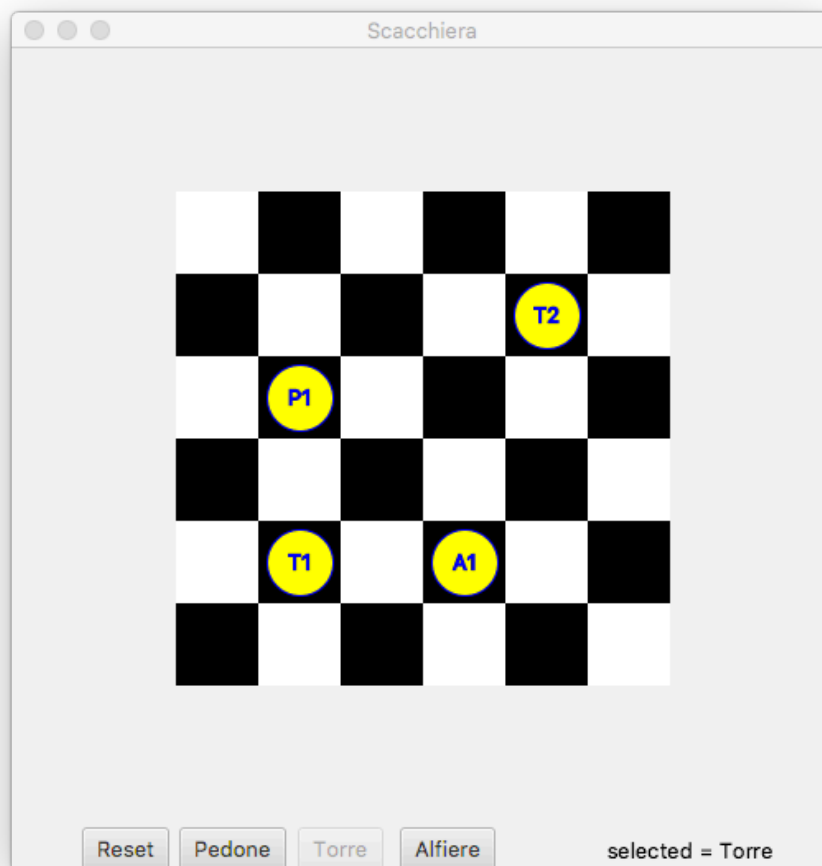 Scacchiera
T2
P1
T1 A1
Reset Pedone Torre Alfiere selected = Torre